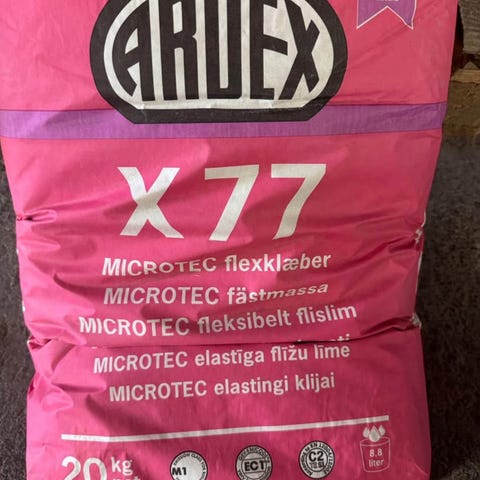 ARDEX
X 77
MICROTEC flexklæber
MICROTEC fästmassa
MICROTEC fleksibelt flislim
MICROTEC elastīga flīžu līme
MICROTEC elastingi klijai
20 kg
M1
EC1
C2
8.8
liter